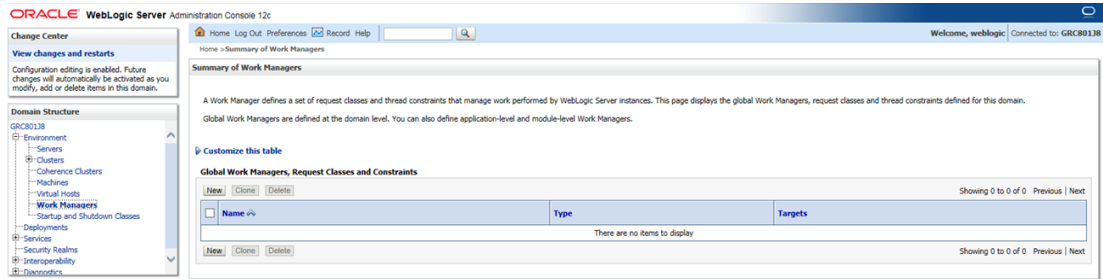 ORACLE WebLogic Server Administration Console 12c
Change Center
View changes and restarts
Configuration editing is enabled. Future
changes will automatically be activated as you
modify, add or delete items in this domain.
Domain Structure
GRC801J8
Environment
Servers
Clusters
Coherence Clusters
Machines
Virtual Hosts
Work Managers
Startup and Shutdown Classes
Deployments
Services
Security Realms
Interoperability
Diagnostics
Home Log Out Preferences Record Help
Welcome, weblogic Connected to: GRC801J8
Home >Summary of Work Managers
Summary of Work Managers
A Work Manager defines a set of request classes and thread constraints that manage work performed by WebLogic Server instances. This page displays the global Work Managers, request classes and thread constraints defined for this domain.
Global Work Managers are defined at the domain level. You can also define application-level and module-level Work Managers.
Customize this table
Global Work Managers, Request Classes and Constraints
New Clone Delete Showing 0 to 0 of 0 Previous | Next
Name Type Targets
There are no items to display
New Clone Delete Showing 0 to 0 of 0 Previous | Next